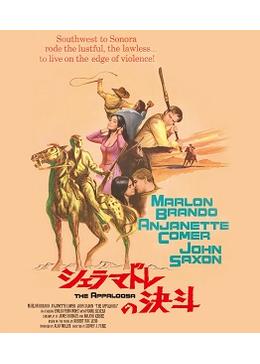 Southwest to Sonora
rode the lustful, the lawless...
...to live on the edge of violence!
MARLON
BRANDO
ANJANETTE
COMER
JOHN
SAXON
シェラマドレ
THE APPALOOSA
の決斗